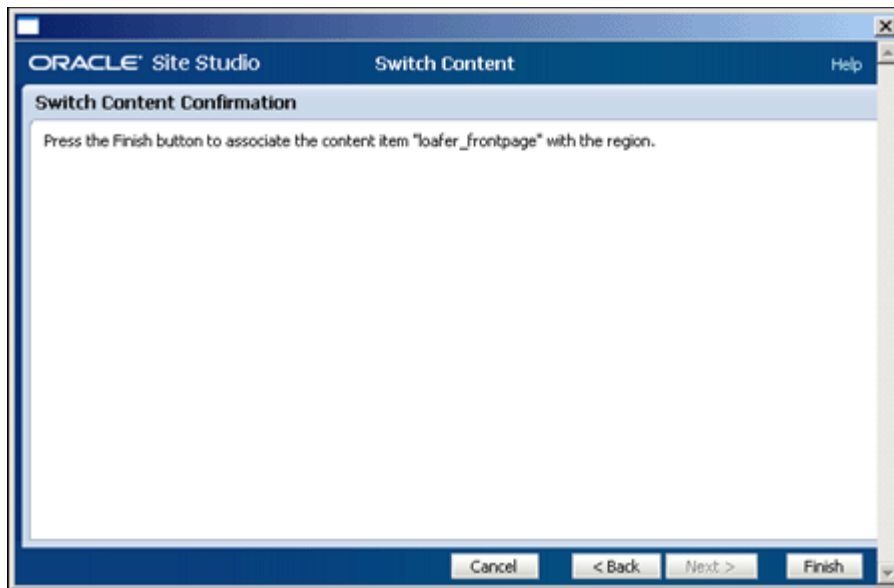 ORACLE Site Studio Switch Content Help
Switch Content Confirmation
Press the Finish button to associate the content item "loafer_frontpage" with the region.
Cancel < Back Next > Finish